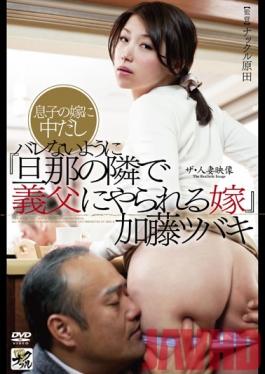 【監督】ナックル原田
息子の嫁に
中だし
バレないように
『旦那の隣で
義父にやられる嫁』
加藤ツバキ
ザ・人妻映像
DVD